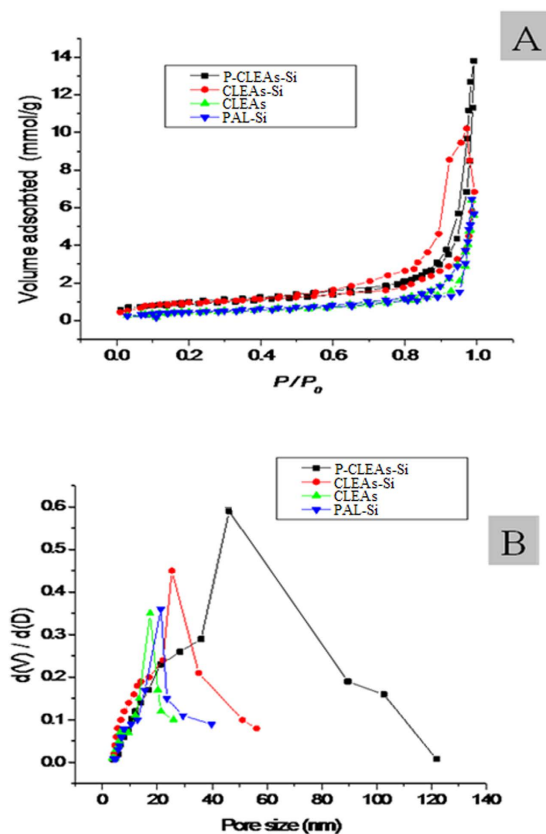 A
P-CLEAs-Si
CLEAs-Si
CLEAs
PAL-Si
Volume adsorbted (mmol/g)
14
12
10
8
6
4
2
0
0.0 0.2 0.4 0.6 0.8 1.0
P/Po
B
P-CLEAs-Si
CLEAs-Si
CLEAs
PAL-Si
d(V) / d(D)
0.6
0.5
0.4
0.3
0.2
0.1
0.0
0 20 40 60 80 100 120 140
Pore size (nm)